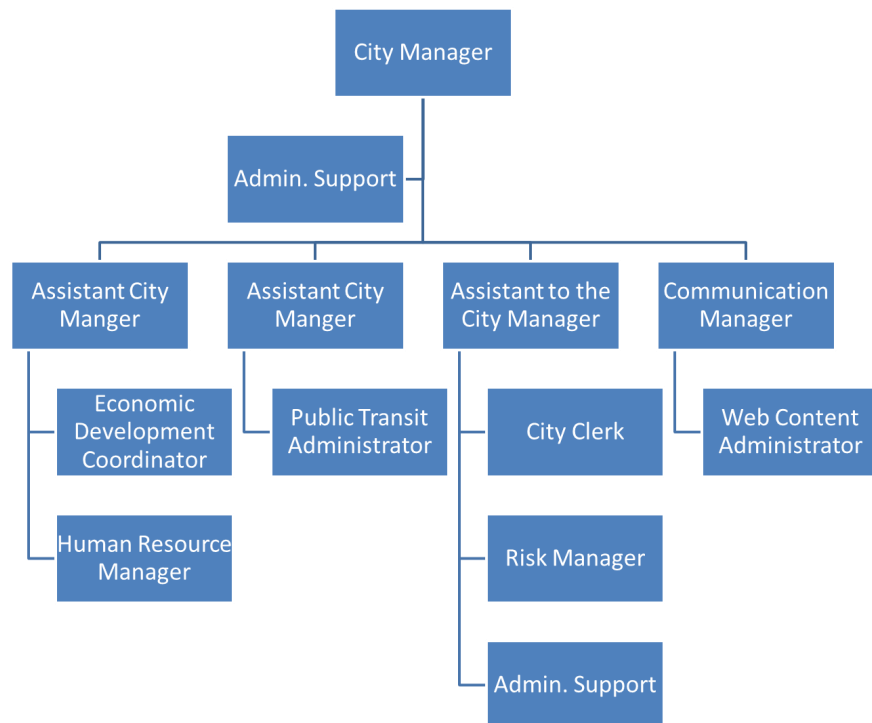 City Manager
Admin. Support
Assistant City
Manger
Assistant City
Manger
Assistant to the
City Manager
Communication
Manager
Economic
Development
Coordinator
Public Transit
Administrator
City Clerk
Web Content
Administrator
Human Resource
Manager
Risk Manager
Admin. Support